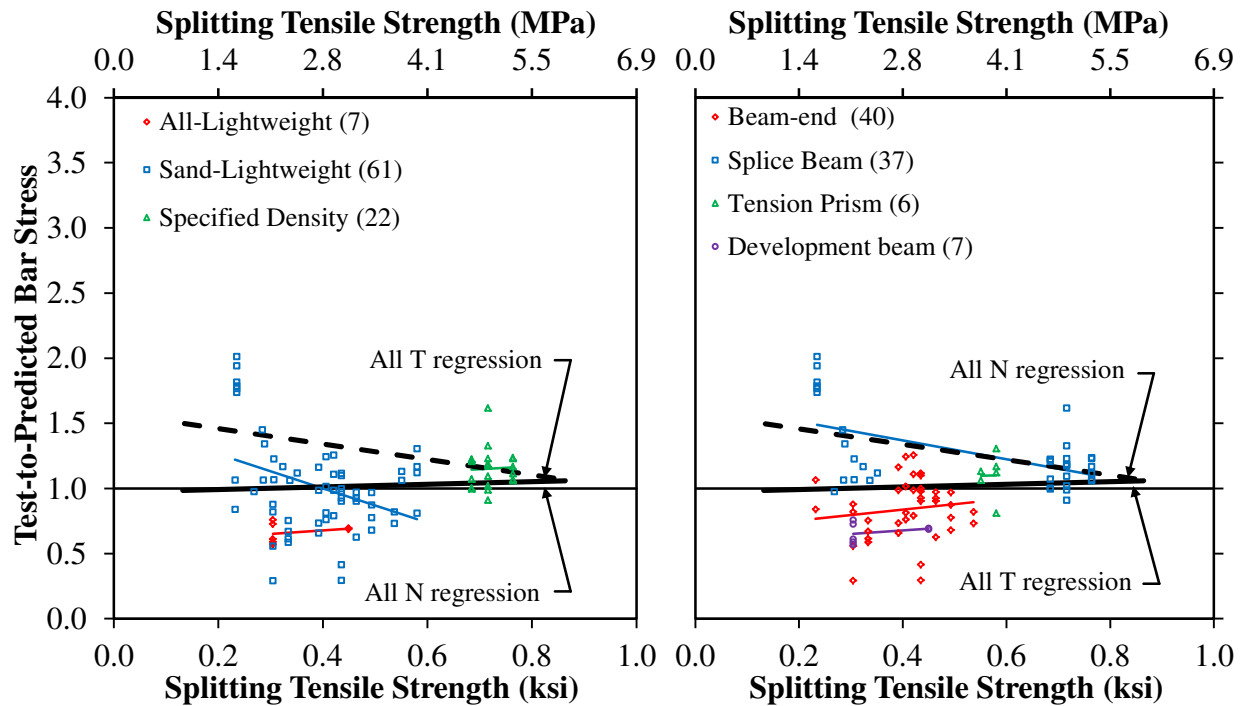 Splitting Tensile Strength (MPa)
0.0 1.4 2.8 4.1 5.5 6.9
Test-to-Predicted Bar Stress
4.0
3.5
3.0
2.5
2.0
1.5
1.0
0.5
0.0
All-Lightweight (7)
Sand-Lightweight (61)
Specified Density (22)
All T regression
All N regression
0.0 0.2 0.4 0.6 0.8 1.0
Splitting Tensile Strength (ksi)
Splitting Tensile Strength (MPa)
0.0 1.4 2.8 4.1 5.5 6.9
Beam-end (40)
Splice Beam (37)
Tension Prism (6)
Development beam (7)
All N regression
All T regression
0.0 0.2 0.4 0.6 0.8 1.0
Splitting Tensile Strength (ksi)